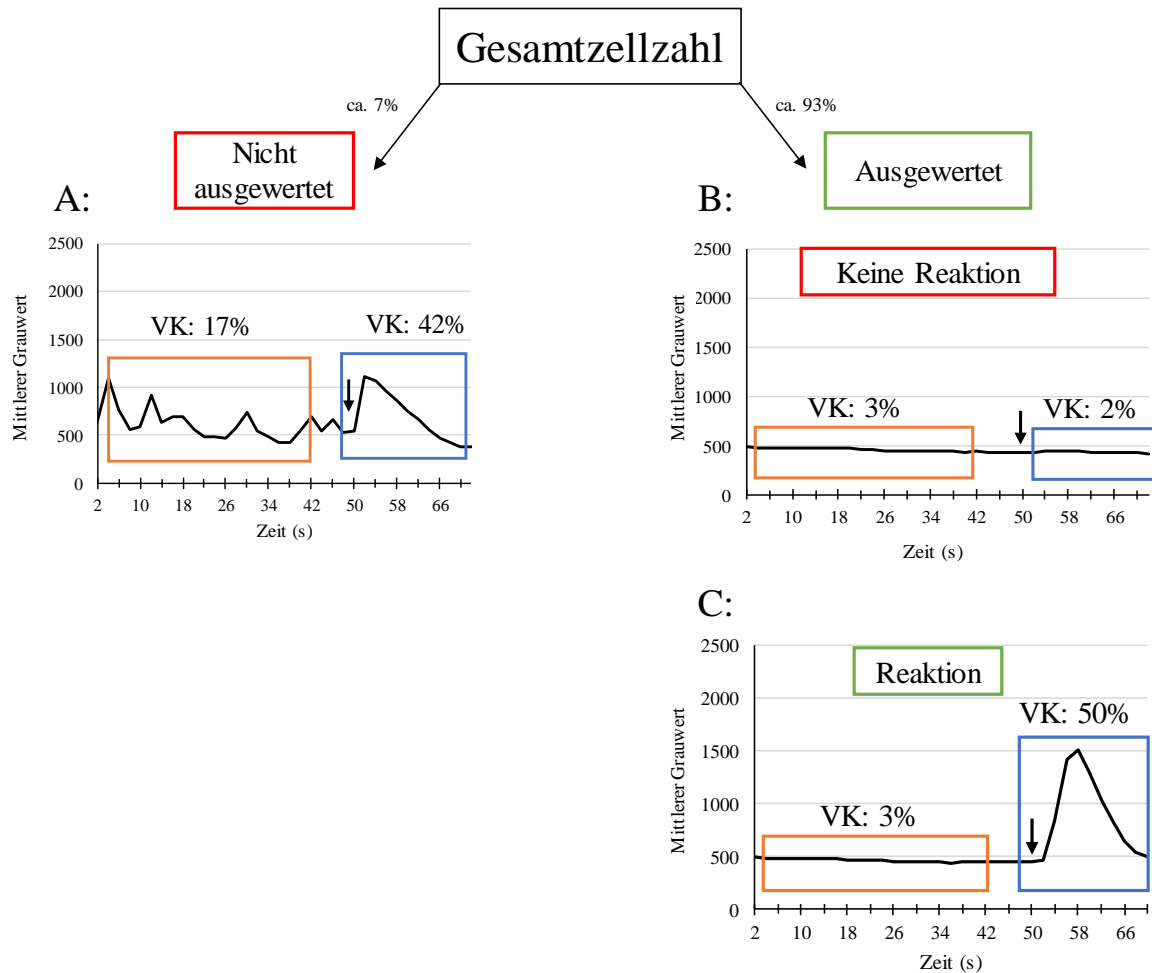 Gesamtzellzahl
ca. 7%
ca. 93%
Nicht
ausgewertet
Ausgewertet
A:
Mittlerer Grauwert
2500
2000
1500
1000
500
0
VK: 17%
VK: 42%
2 10 18 26 34 42 50 58 66
Zeit (s)
B:
Mittlerer Grauwert
2500
2000
1500
1000
500
0
Keine Reaktion
VK: 3%
VK: 2%
2 10 18 26 34 42 50 58 66
Zeit (s)
C:
Mittlerer Grauwert
2500
2000
1500
1000
500
0
Reaktion
VK: 50%
VK: 3%
2 10 18 26 34 42 50 58 66
Zeit (s)